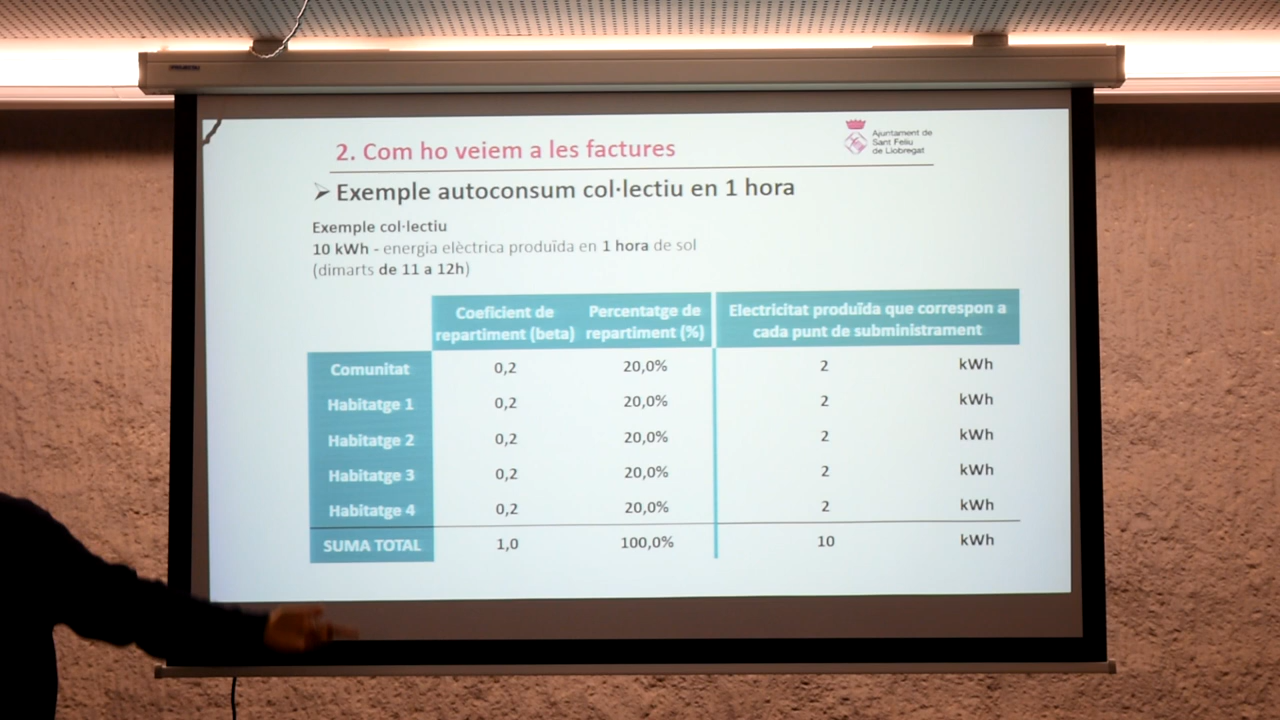 2. Com ho veiem a les factures
Ajuntament de
Sant Feliu
de Llobregat
➢ Exemple autoconsum col·lectiu en 1 hora
Exemple col·lectiu
10 kWh - energia elèctrica produïda en 1 hora de sol
(dimarts de 11 a 12h)
Coeficient de repartiment (beta) Percentatge de repartiment (%) Electricitat produïda que correspon a cada punt de subministrament
Comunitat 0,2 20,0% 2 kWh
Habitatge 1 0,2 20,0% 2 kWh
Habitatge 2 0,2 20,0% 2 kWh
Habitatge 3 0,2 20,0% 2 kWh
Habitatge 4 0,2 20,0% 2 kWh
SUMA TOTAL 1,0 100,0% 10 kWh